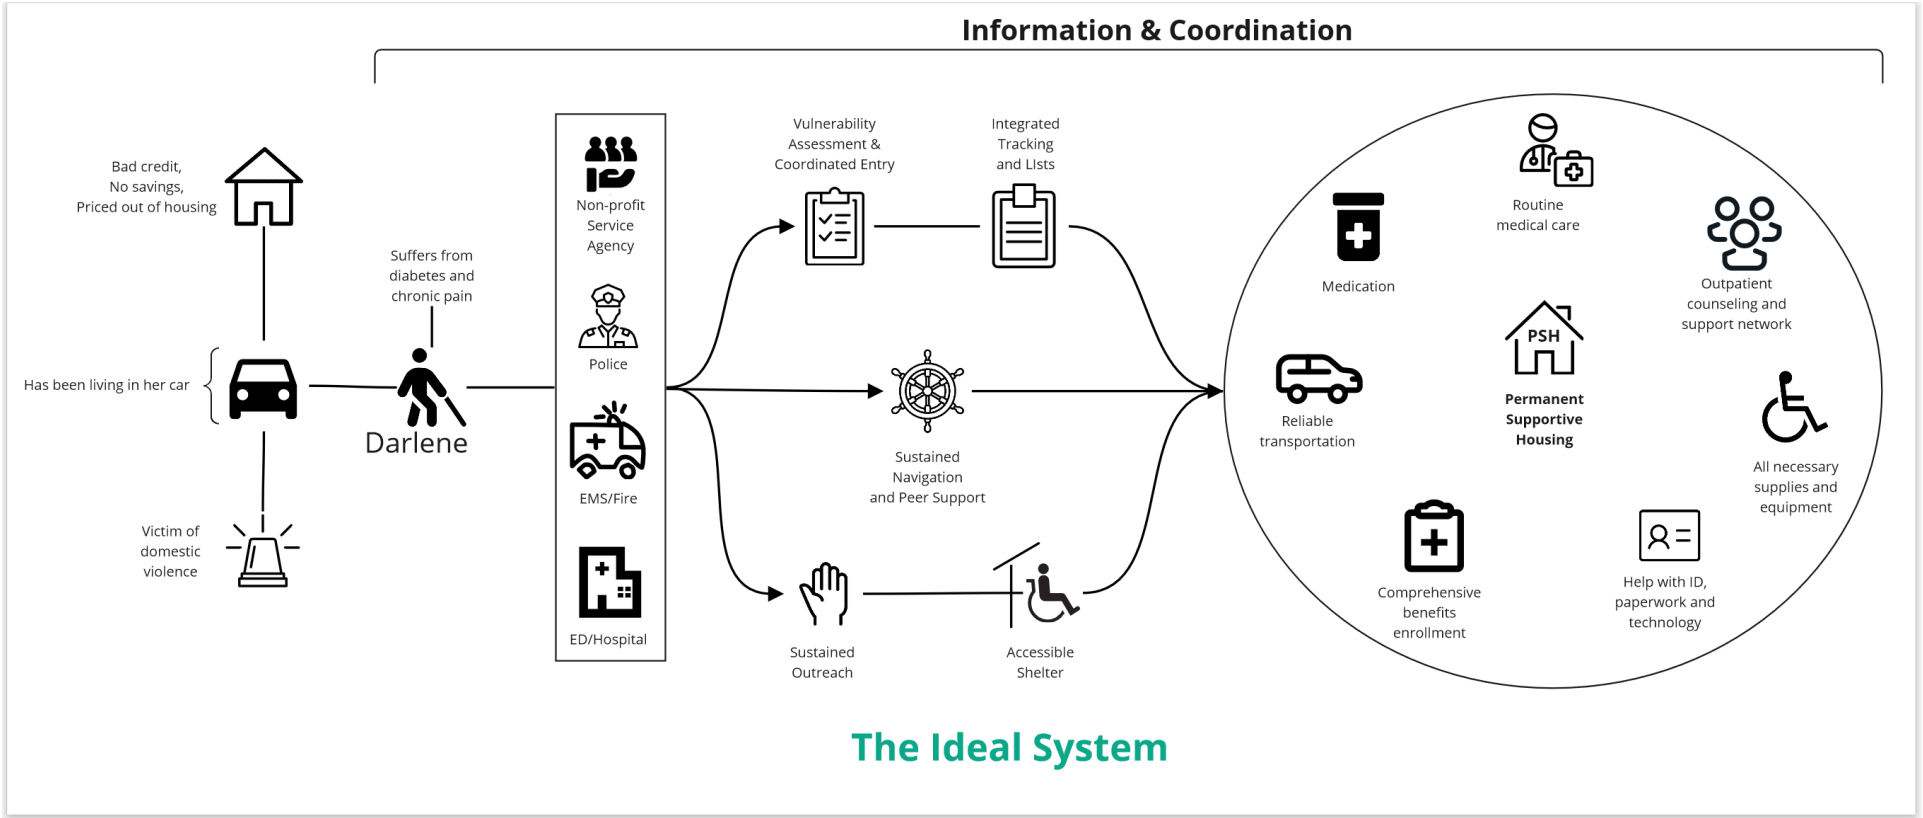 Information & Coordination
Bad credit,
No savings,
Priced out of housing
Has been living in her car
Victim of
domestic
violence
Suffers from
diabetes and
chronic pain
Darlene
Non-profit
Service
Agency
Police
EMS/Fire
ED/Hospital
Vulnerability
Assessment &
Coordinated Entry
Integrated
Tracking
and LIsts
Sustained
Navigation
and Peer Support
Sustained
Outreach
Accessible
Shelter
Routine
medical care
Medication
Outpatient
counseling and
support network
PSH
Permanent
Supportive
Housing
Reliable
transportation
All necessary
supplies and
equipment
Comprehensive
benefits
enrollment
Help with ID,
paperwork and
technology
The Ideal System